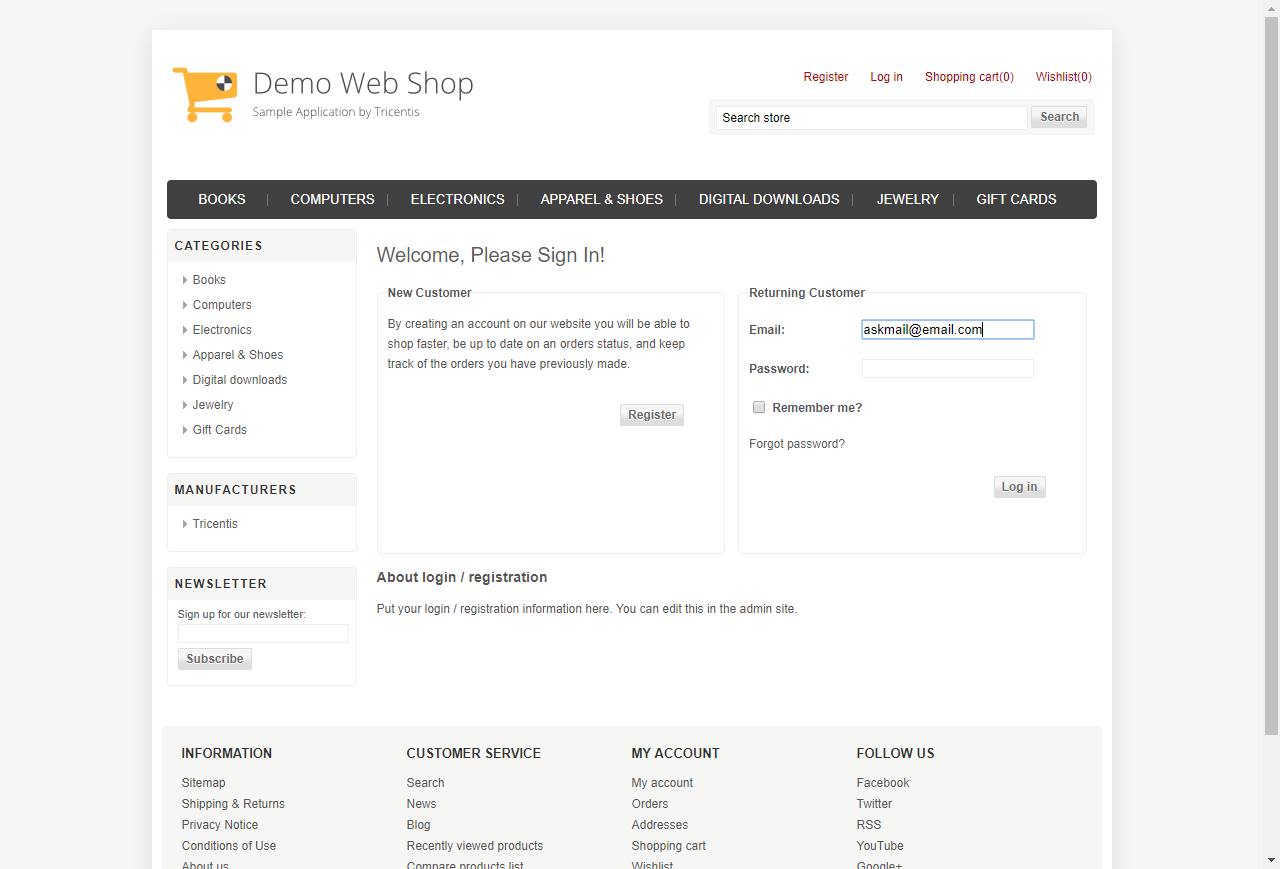 Demo Web Shop
Sample Application by Tricentis
Register Log in Shopping cart(0) Wishlist(0)
Search store Search
BOOKS COMPUTERS ELECTRONICS APPAREL & SHOES DIGITAL DOWNLOADS JEWELRY GIFT CARDS
CATEGORIES
Books
Computers
Electronics
Apparel & Shoes
Digital downloads
Jewelry
Gift Cards
MANUFACTURERS
Tricentis
NEWSLETTER
Sign up for our newsletter:
Subscribe
Welcome, Please Sign In!
New Customer
By creating an account on our website you will be able to
shop faster, be up to date on an orders status, and keep
track of the orders you have previously made.
Register
Returning Customer
Email: askmail@email.com
Password:
Remember me?
Forgot password?
Log in
About login / registration
Put your login / registration information here. You can edit this in the admin site.
INFORMATION
Sitemap
Shipping & Returns
Privacy Notice
Conditions of Use
About us
CUSTOMER SERVICE
Search
News
Blog
Recently viewed products
Compare products list
MY ACCOUNT
My account
Orders
Addresses
Shopping cart
Wishlist
FOLLOW US
Facebook
Twitter
RSS
YouTube
Google+